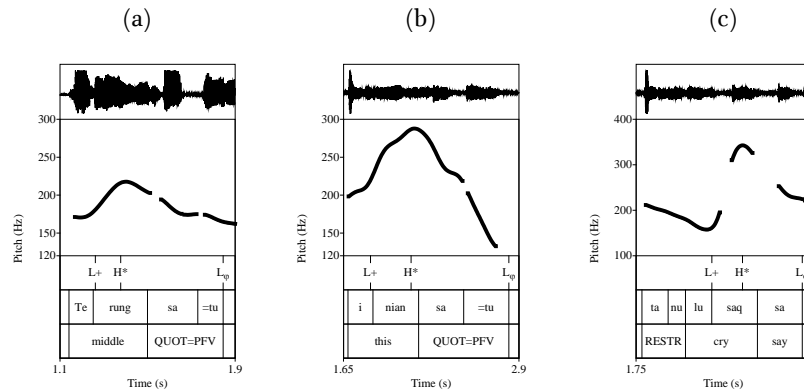 (a) (b) (c)
300 300 400
250 250 300
200 200 200
150 150
120 120 100
Pitch (Hz) Pitch (Hz) Pitch (Hz)
L+ H* Lφ L+ H* Lφ L+ H*
Te rung sa =tu i nian sa =tu ta nu lu saq sa
middle QUOT=PFV this QUOT=PFV RESTR cry say
1.1 1.9 1.65 2.9 1.75
Time (s) Time (s) Time (s)